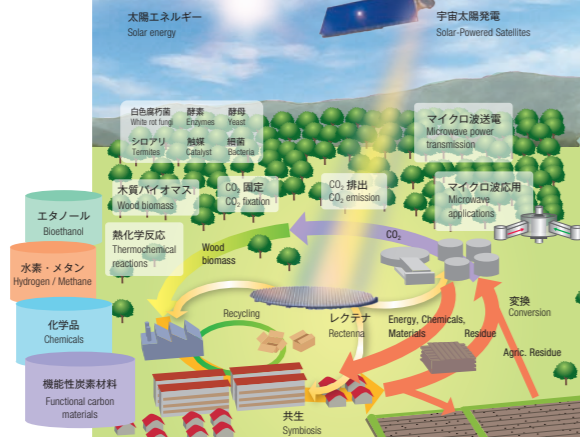 太陽エネルギー
Solar energy
宇宙太陽発電
Solar-Powered Satellites
白色腐朽菌 酵素 酵母
White rot fungi Enzymes Yeast
シロアリ 触媒 細菌
Termites Catalyst Bacteria
マイクロ波送電
Microwave power
transmission
木質バイオマス
Wood biomass
CO₂ 固定
CO₂ fixation
CO₂ 排出
CO₂ emission
マイクロ波応用
Microwave
applications
エタノール
Bioethanol
熱化学反応
Thermochemical
reactions
Wood
biomass
CO₂
水素・メタン
Hydrogen / Methane
化学品
Chemicals
Recycling
レクテナ
Rectenna
Energy, Chemicals,
Materials
Residue
変換
Conversion
Agric. Residue
機能性炭素材料
Functional carbon
materials
共生
Symbiosis